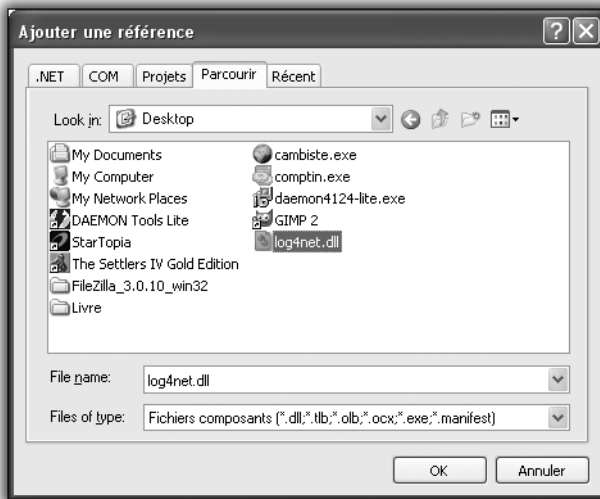 Ajouter une référence
.NET COM Projets Parcourir Récent
Look in: Desktop
My Documents cambiste.exe
My Computer comptin.exe
My Network Places daemon4124-lite.exe
DAEMON Tools Lite GIMP 2
StarTopia log4net.dll
The Settlers IV Gold Edition
FileZilla_3.0.10_win32
Livre
File name: log4net.dll
Files of type: Fichiers composants (*.dll;*.tlb;*.olb;*.ocx;*.exe;*.manifest)
OK Annuler